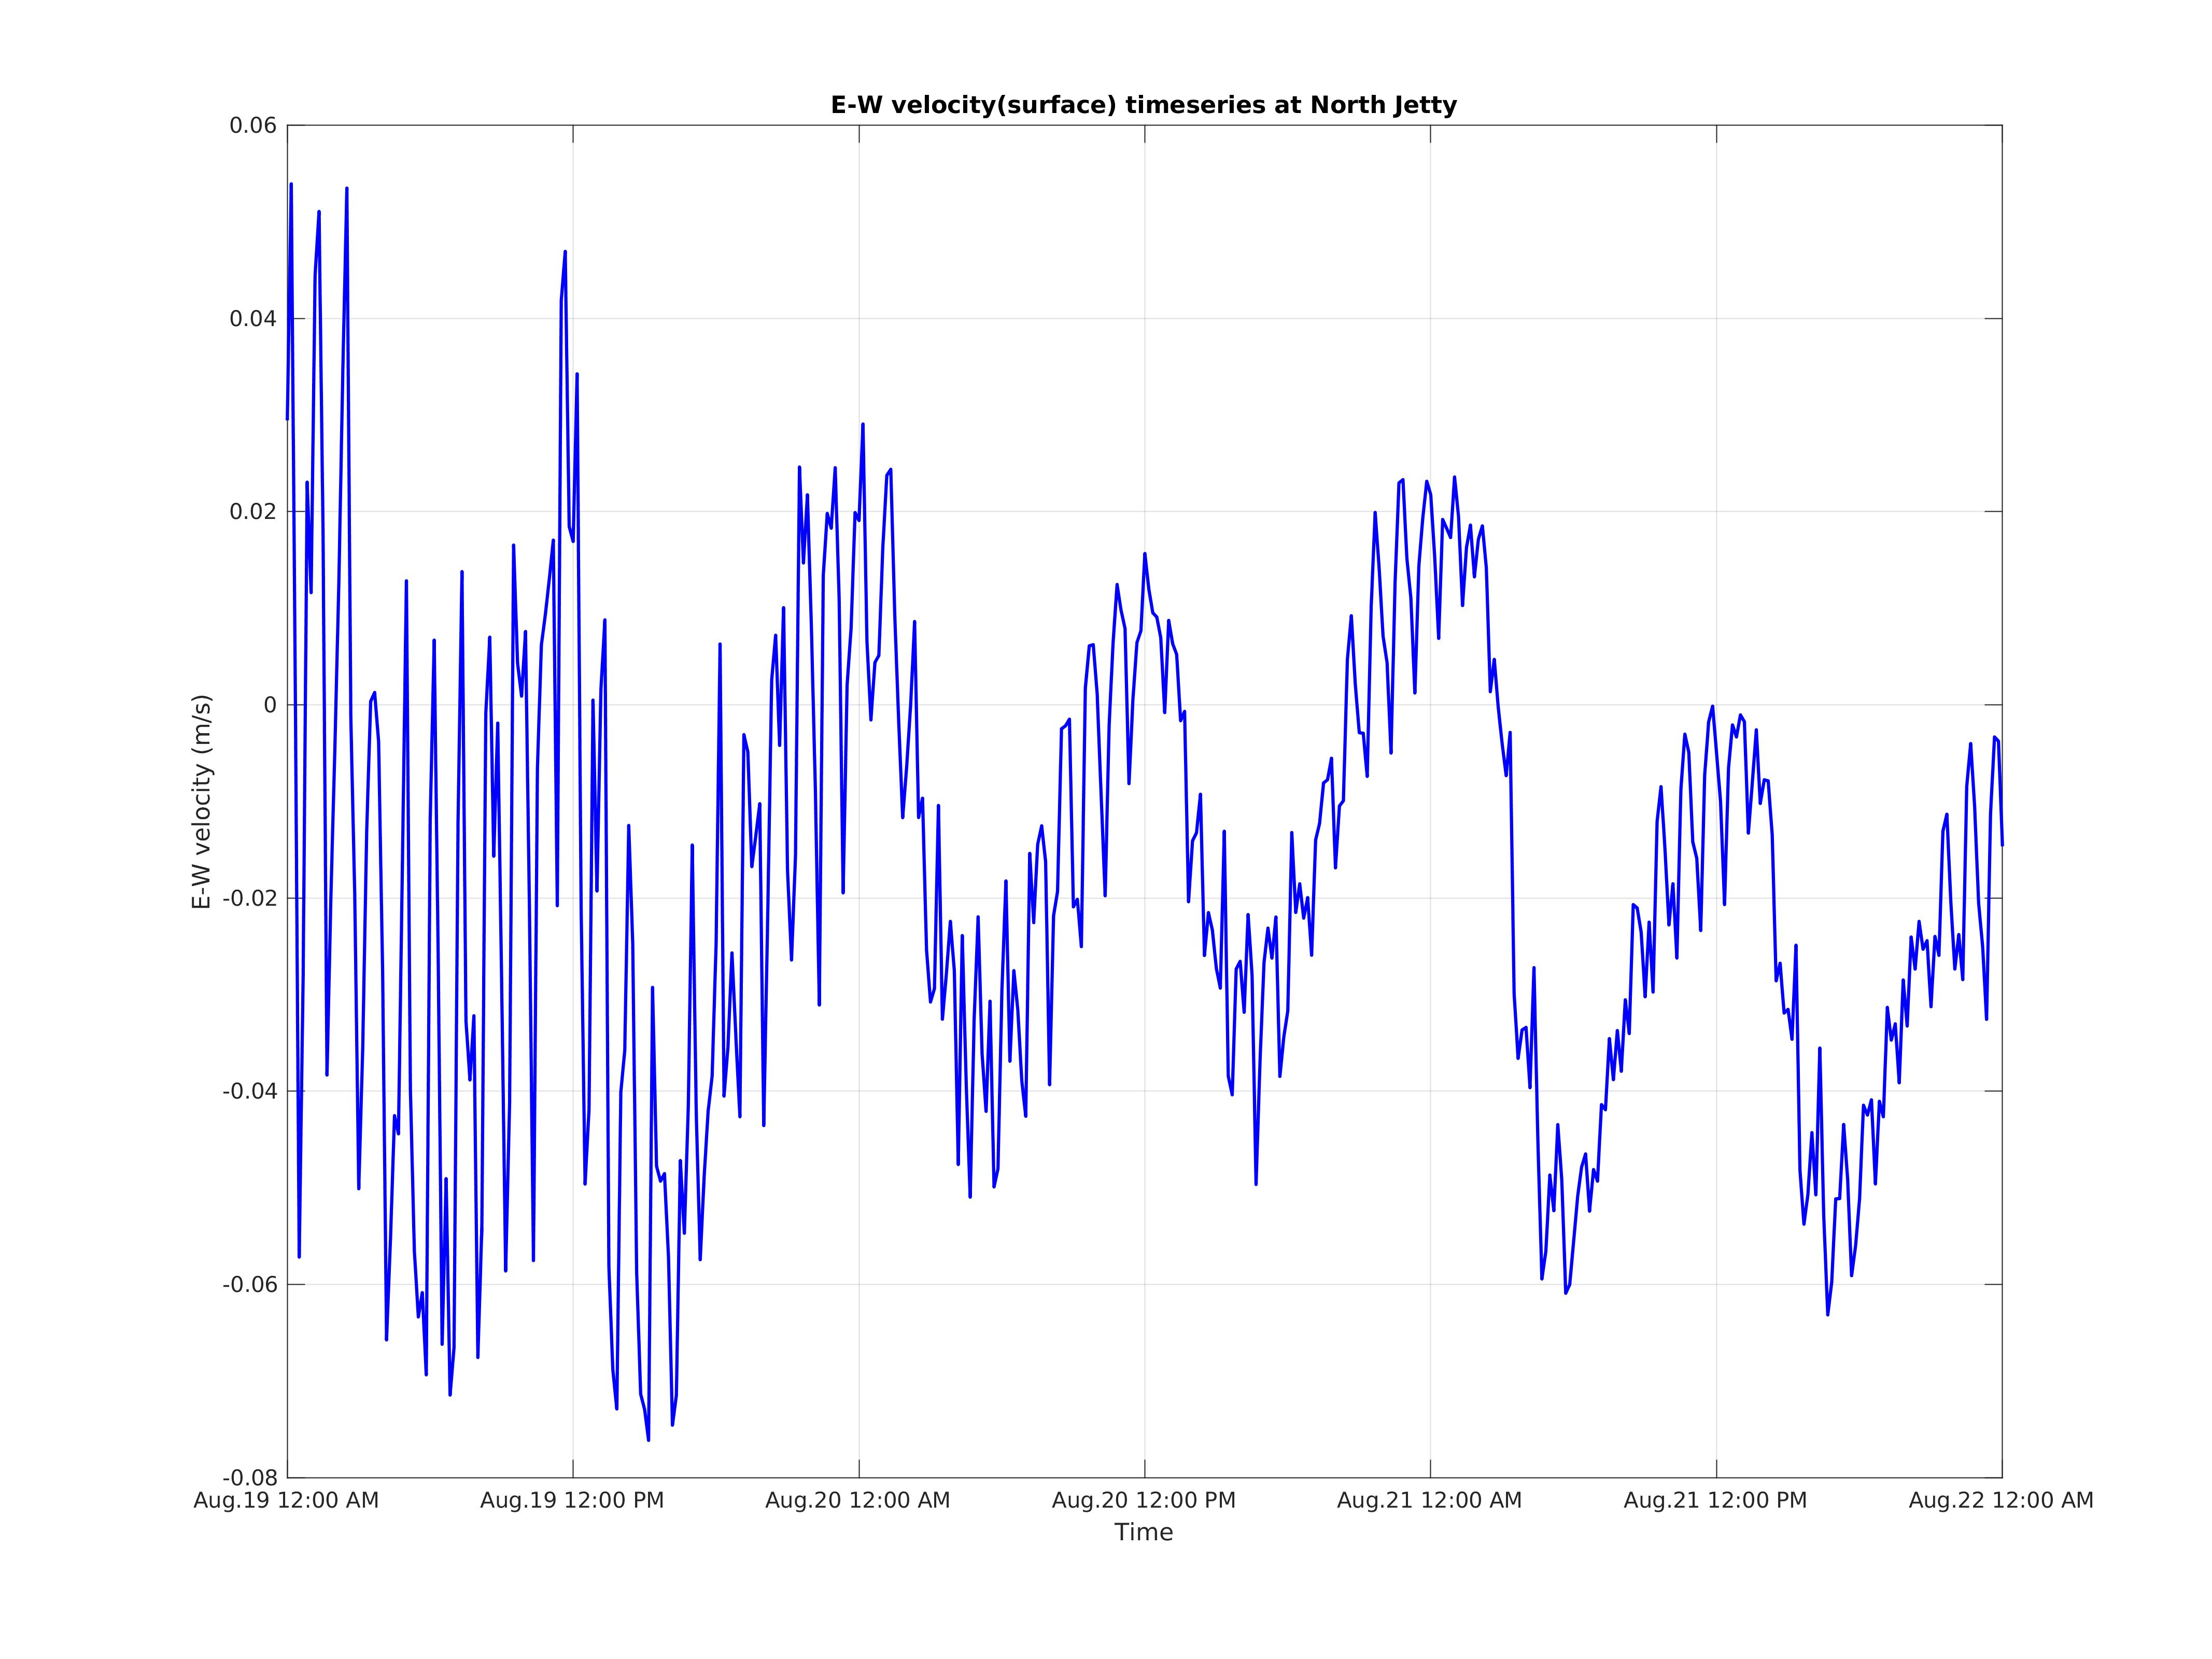 E-W velocity(surface) timeseries at North Jetty
0.06
0.04
0.02
0
-0.02
-0.04
-0.06
-0.08
E-W velocity (m/s)
Aug.19 12:00 AM Aug.19 12:00 PM Aug.20 12:00 AM Aug.20 12:00 PM Aug.21 12:00 AM Aug.21 12:00 PM Aug.22 12:00 AM
Time